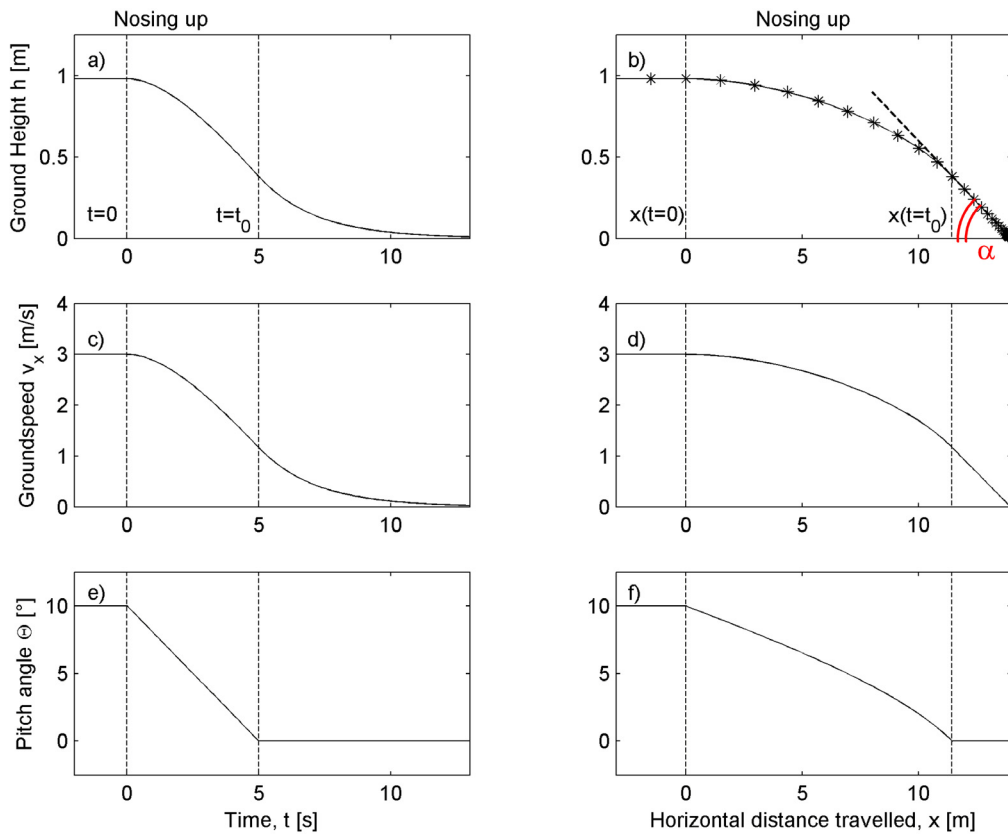 Nosing up
Nosing up
Ground Height h [m]
a)
1
0.5
0
t=0
t=t0
0
5
10
b)
1
0.5
0
x(t=0)
x(t=t0)
α
0
5
10
Groundspeed vx [m/s]
c)
4
3
2
1
0
0
5
10
d)
4
3
2
1
0
0
5
10
Pitch angle Θ [°]
e)
10
5
0
0
5
10
Time, t [s]
f)
10
5
0
0
5
10
Horizontal distance travelled, x [m]